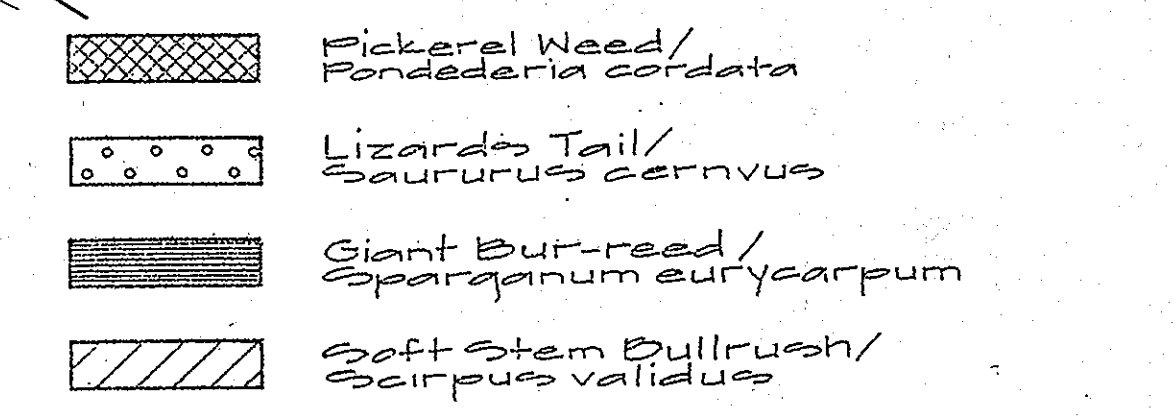 Pickerel Weed/
Pondederia cordata
Lizards Tail/
Saururus cernvus
Giant Bur-reed/
Sparganum eurycarpum
Soft Stem Bullrush/
Scirpus validus